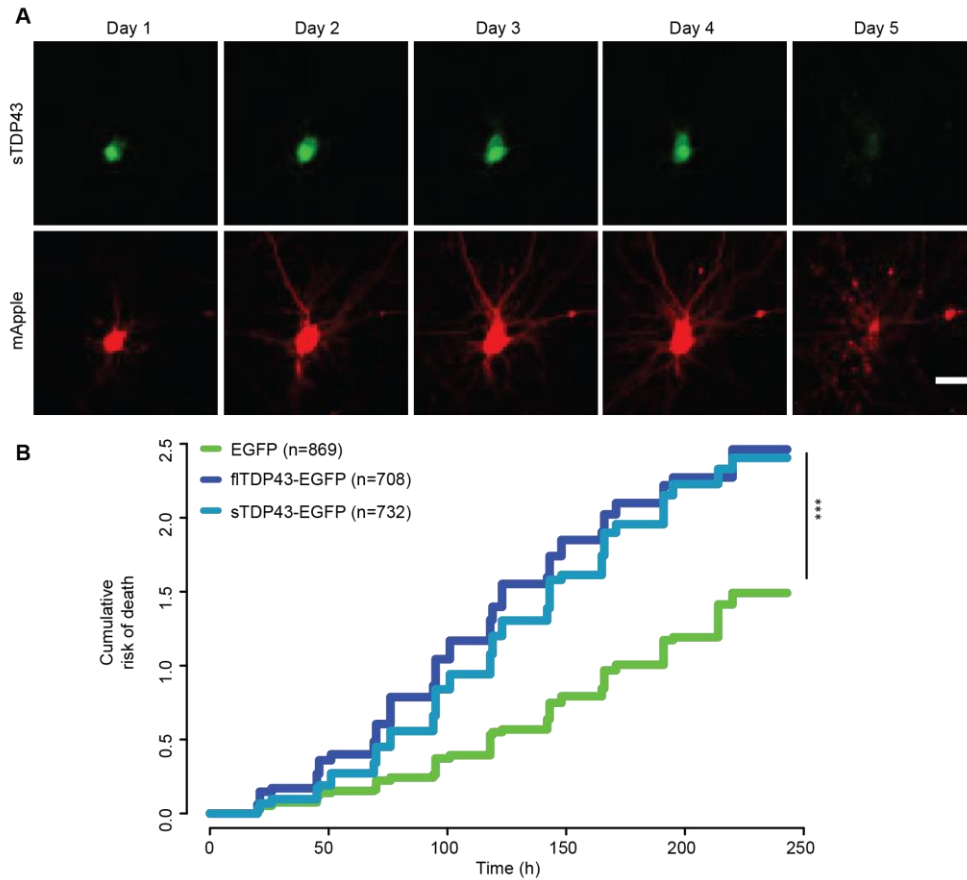 A
Day 1
Day 2
Day 3
Day 4
Day 5
sTDP43
mApple
B
EGFP (n=869)
flTDP43-EGFP (n=708)
sTDP43-EGFP (n=732)
***
Cumulative
risk of death
2.5
2.0
1.5
1.0
0.5
0.0
0
50
100
150
200
250
Time (h)